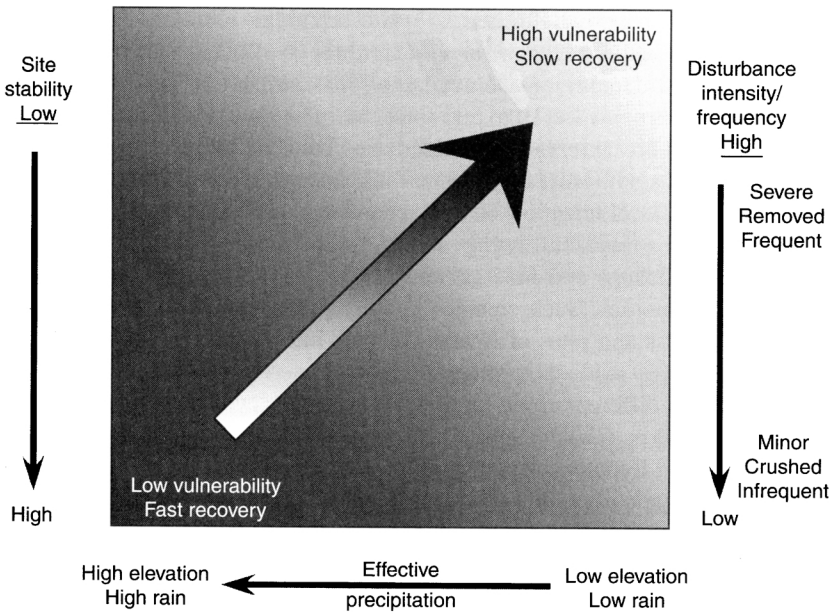 Site
stability
Low
High
High vulnerability
Slow recovery
Low vulnerability
Fast recovery
Disturbance
intensity/
frequency
High
Severe
Removed
Frequent
Minor
Crushed
Infrequent
Low
High elevation
High rain
Effective
precipitation
Low elevation
Low rain